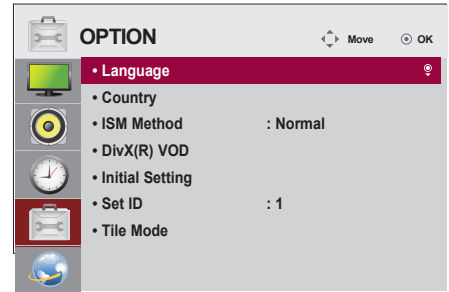 OPTION Move OK
• Language
• Country
• ISM Method : Normal
• DivX(R) VOD
• Initial Setting
• Set ID : 1
• Tile Mode